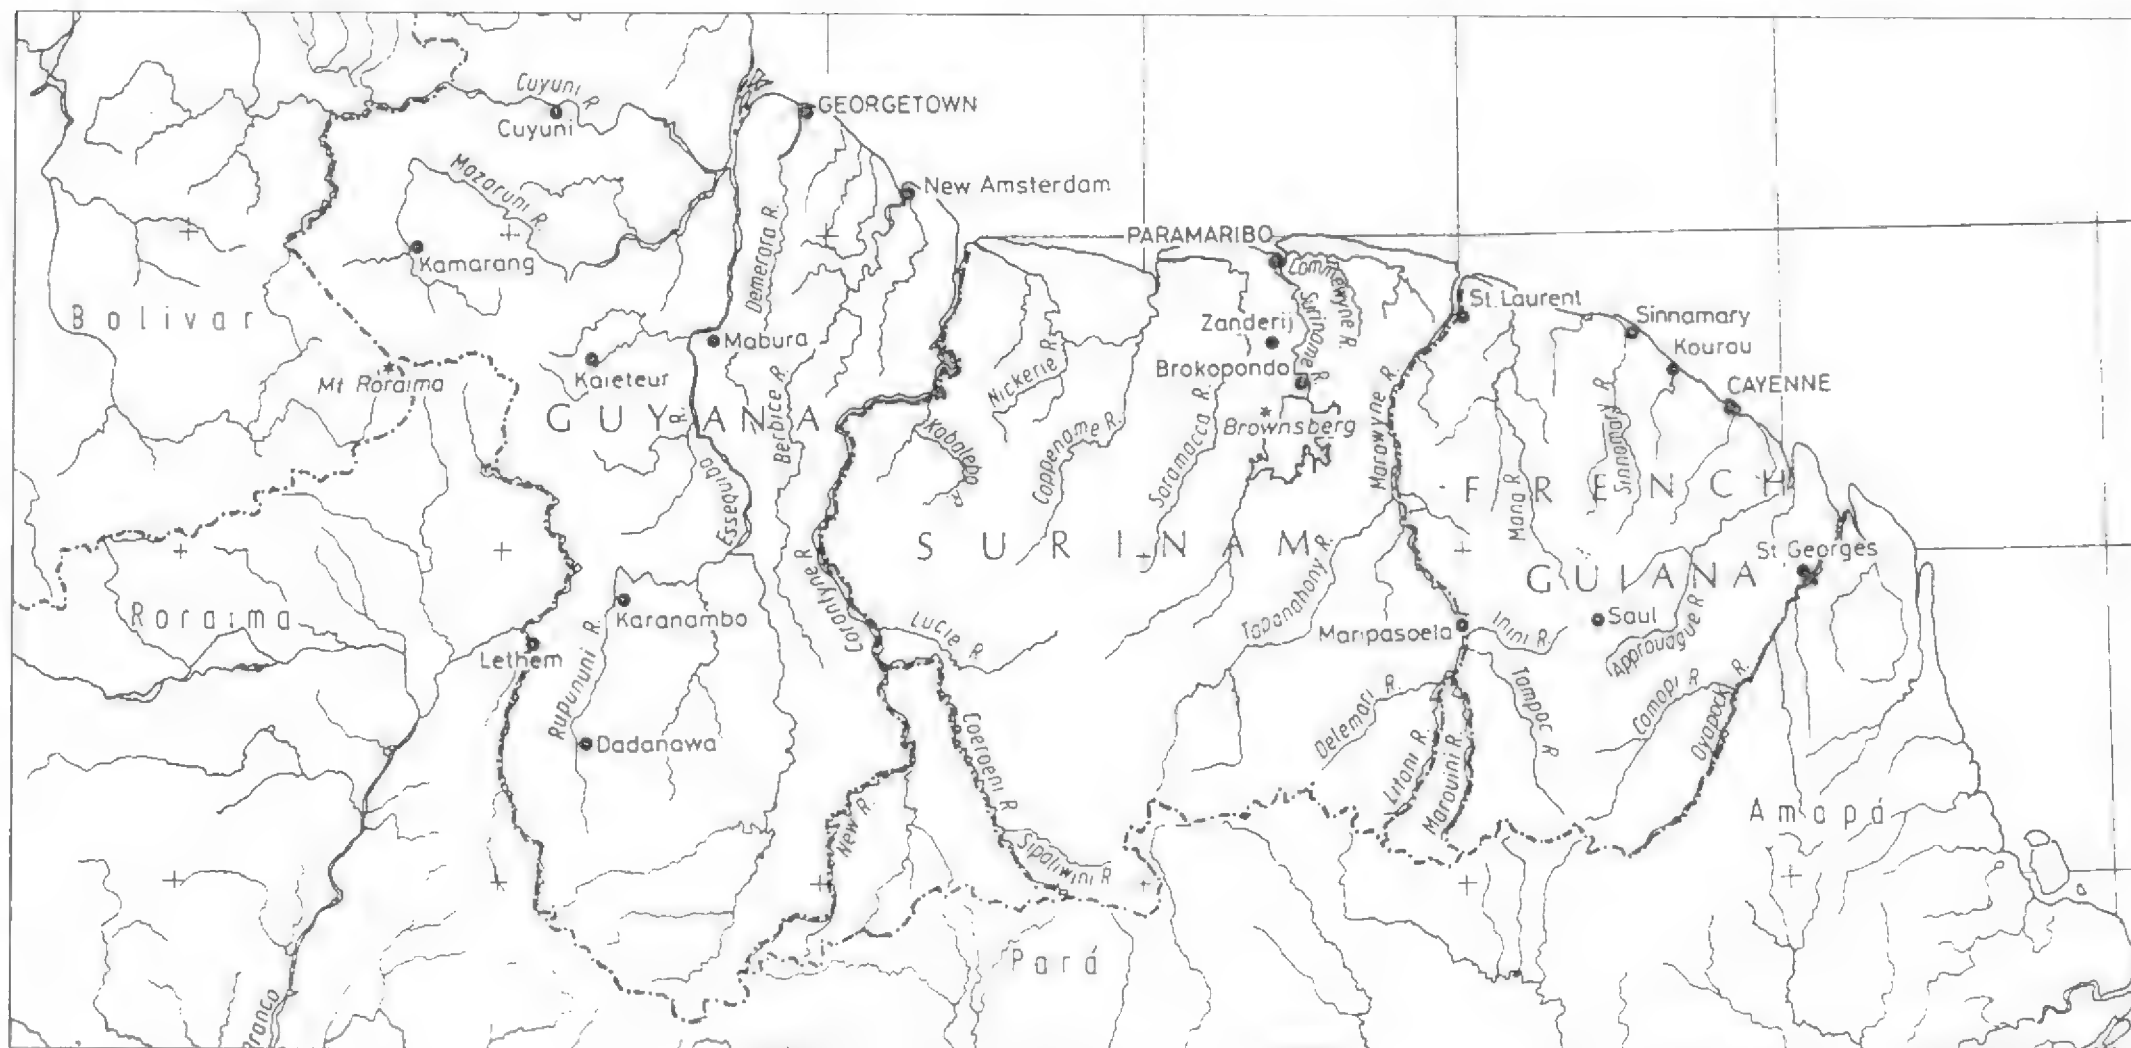 Cuyuni R.
Cuyuni
GEORGETOWN
Mazaruni R.
New Amsterdam
Kamarang
Demerara R.
PARAMARIBO
Commewyne R.
Suriname R.
Bolivar
St. Laurent
Zanderij
Sinnamary
Kourou
Mabura
Mt Roraima
Kaieteur
Brokopondo
CAYENNE
Nickerie R.
Berbice R.
Marowyne R.
GUYANA
Brownsberg
Kabalebo R.
Coppename R.
Saramacca R.
Sinnamary R.
Essequibo R.
Mana R.
FRENCH
SURINAM
St Georges
GUIANA
Corantyne R.
Tapanahony R.
Roraima
Karanambo
Lucie R.
Maripasoela
Inini R.
Saul
Approuague R.
Lethem
Rupununi R.
Tampoc R.
Camopi R.
Oyapock R.
Delemari R.
Dadanawa
Coeroeni R.
Litani R.
Marouini R.
New R.
Amapá
Sipaliwini R.
Pará
Branco